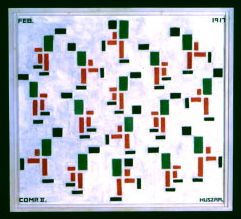 FEB. 1917
COMP. II. HUSZAR.